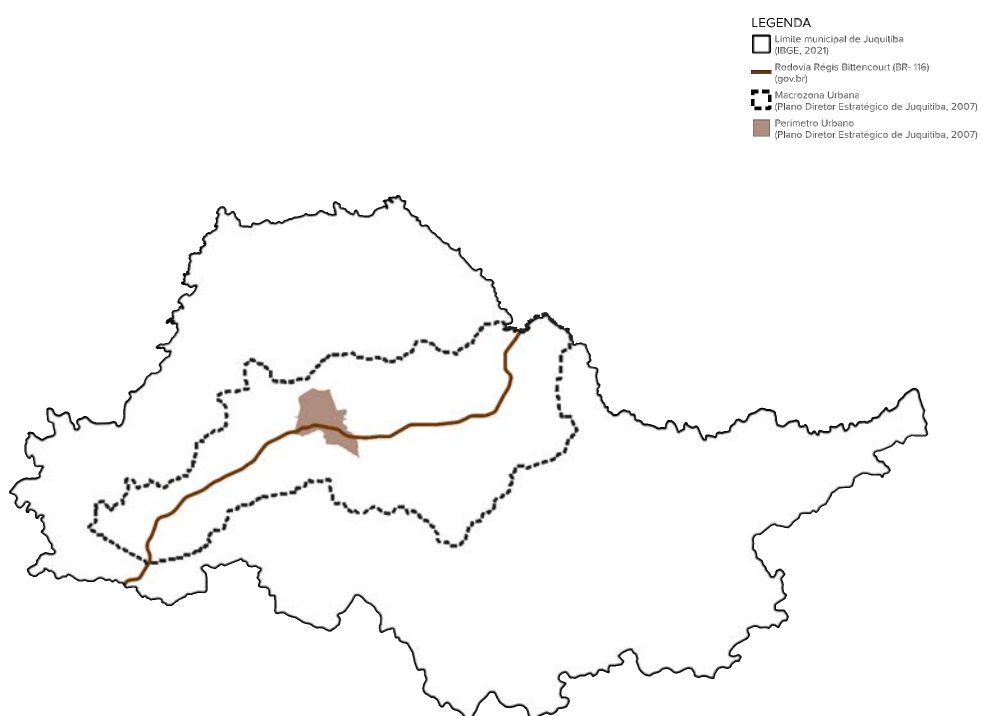 LEGENDA
Limite municipal de Juquitiba
(IBGE, 2021)
Rodovia Régis Bittencourt (BR- 116)
(gov.br)
Macrozona Urbana
(Plano Diretor Estratégico de Juquitiba, 2007)
Perímetro Urbano
(Plano Diretor Estratégico de Juquitiba, 2007)